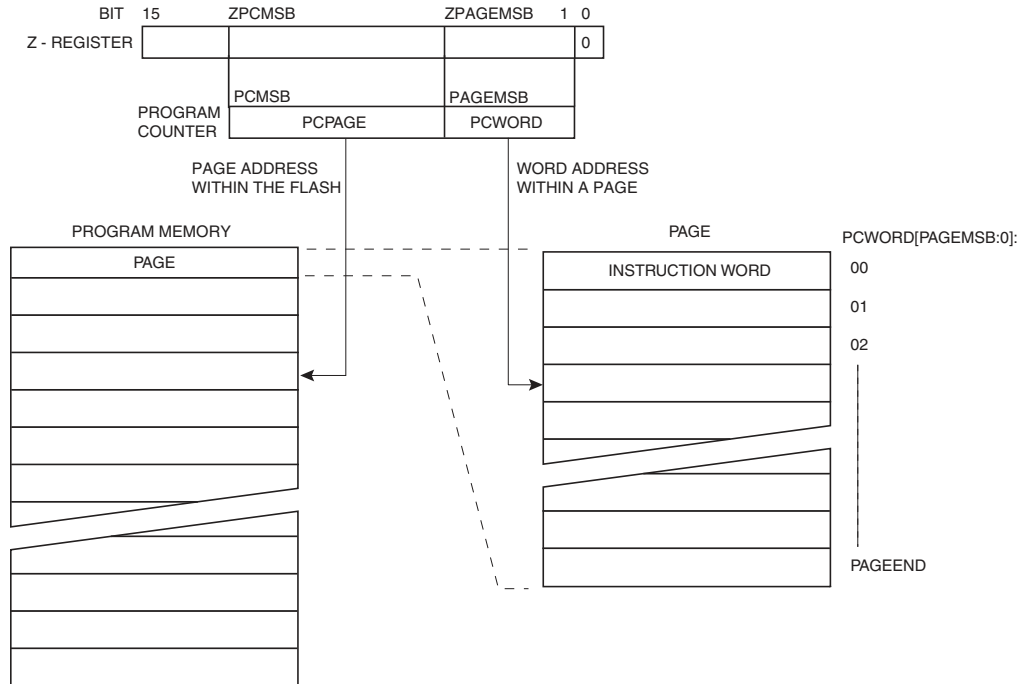 BIT 15 ZPCMSB ZPAGEMSB 1 0
Z - REGISTER 0
PCMSB PAGEMSB
PROGRAM
COUNTER
PCPAGE PCWORD
PAGE ADDRESS
WITHIN THE FLASH
WORD ADDRESS
WITHIN A PAGE
PROGRAM MEMORY
PAGE
PAGE
PCWORD[PAGEMSB:0]:
INSTRUCTION WORD 00
01
02
PAGEEND